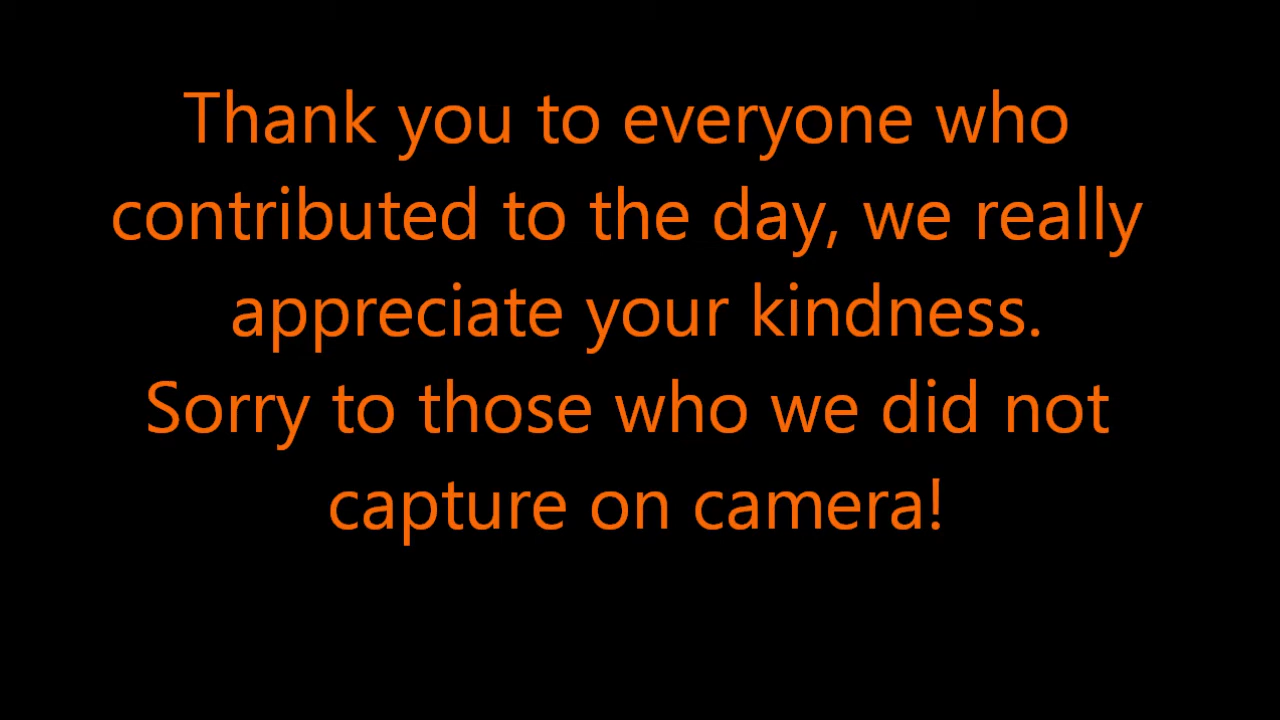 Thank you to everyone who
contributed to the day, we really
appreciate your kindness.
Sorry to those who we did not
capture on camera!